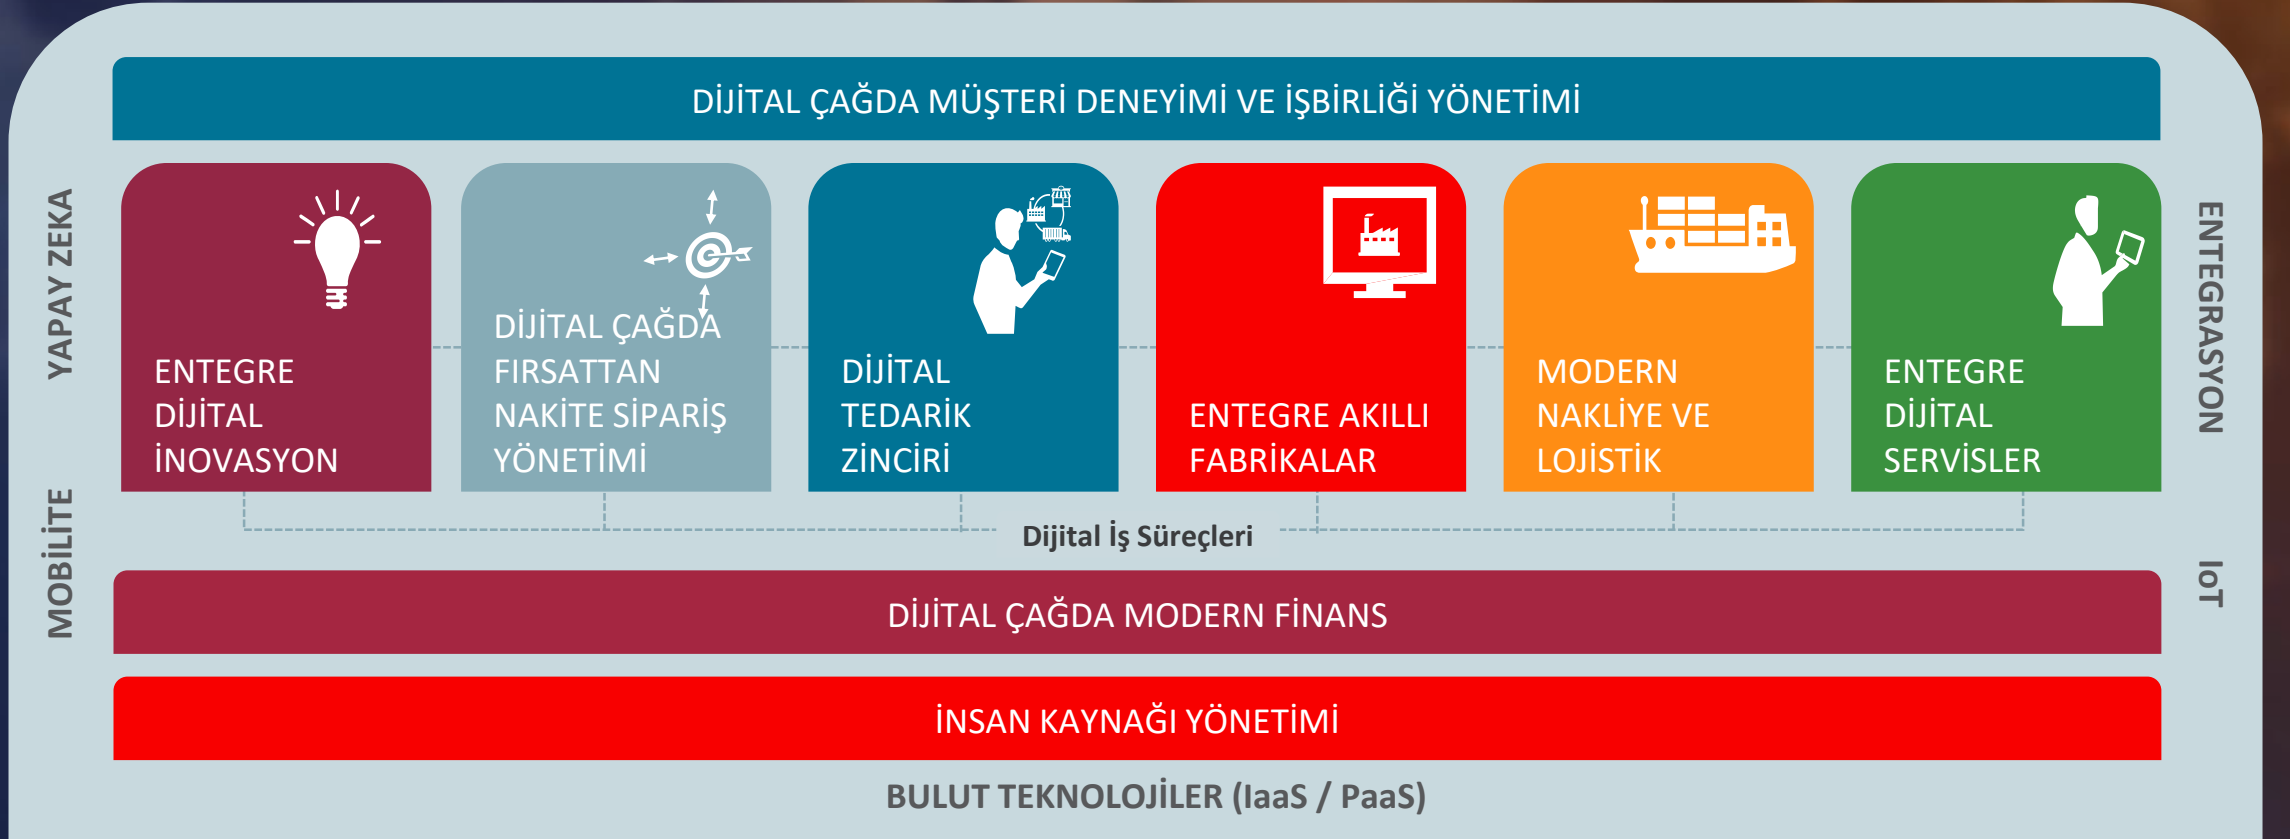 DİJİTAL ÇAĞDA MÜŞTERİ DENEYİMİ VE İŞBİRLİĞİ YÖNETİMİ
YAPAY ZEKA
MOBİLİTE
ENTEGRE
DİJİTAL
İNOVASYON
DİJİTAL ÇAĞDA
FIRSATTAN
NAKİTE SİPARİŞ
YÖNETİMİ
DİJİTAL
TEDARİK
ZİNCİRİ
ENTEGRE AKILLI
FABRİKALAR
MODERN
NAKLİYE VE
LOJİSTİK
ENTEGRE
DİJİTAL
SERVİSLER
ENTEGRASYON
IoT
Dijital İş Süreçleri
DİJİTAL ÇAĞDA MODERN FİNANS
İNSAN KAYNAĞI YÖNETİMİ
BULUT TEKNOLOJİLER (IaaS / PaaS)